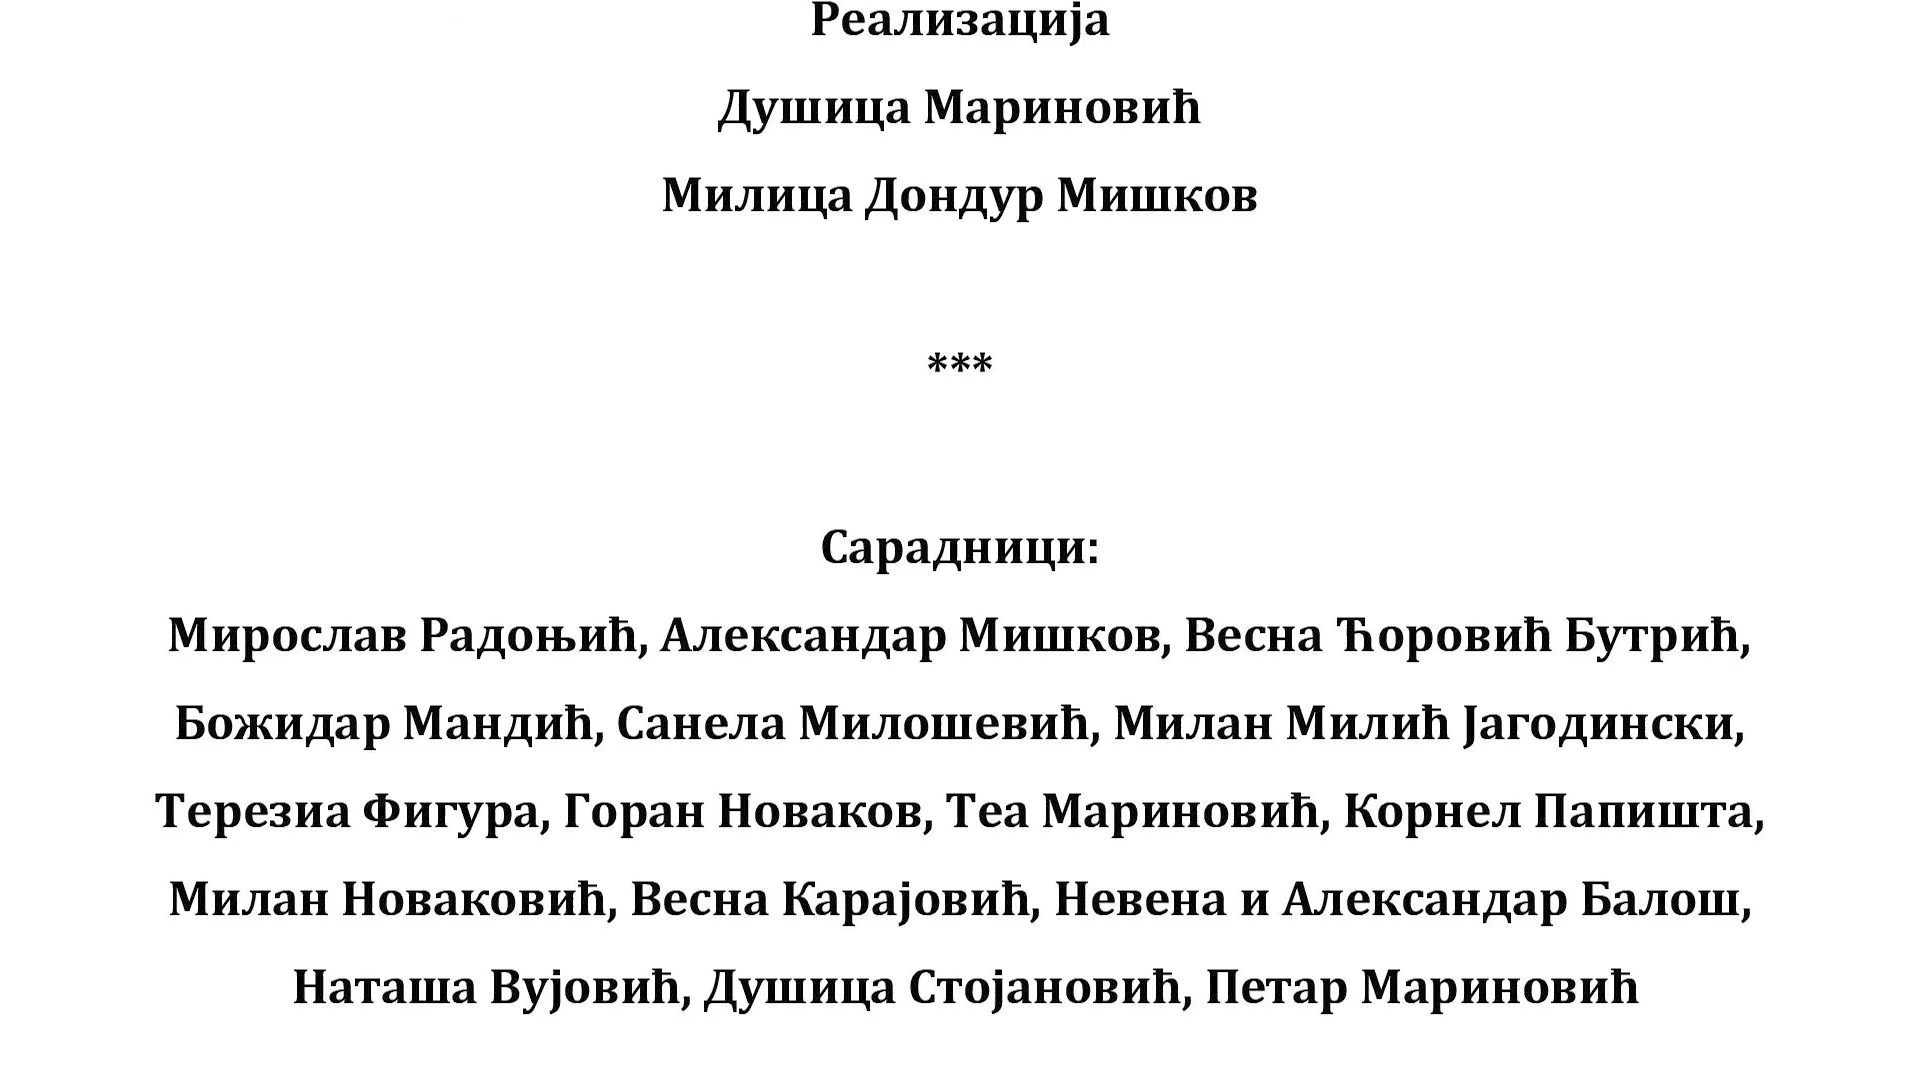 Реализација
Душица Мариновић
Милица Дондур Мишков
***
Сарадници:
Мирослав Радоњић, Александар Мишков, Весна Ћоровић Бутрић,
Божидар Мандић, Санела Милошевић, Милан Милић Јагодински,
Терезиа Фигура, Горан Новаков, Теа Мариновић, Корнел Папишта,
Милан Новаковић, Весна Карајовић, Невена и Александар Балош,
Наташа Вујовић, Душица Стојановић, Петар Мариновић